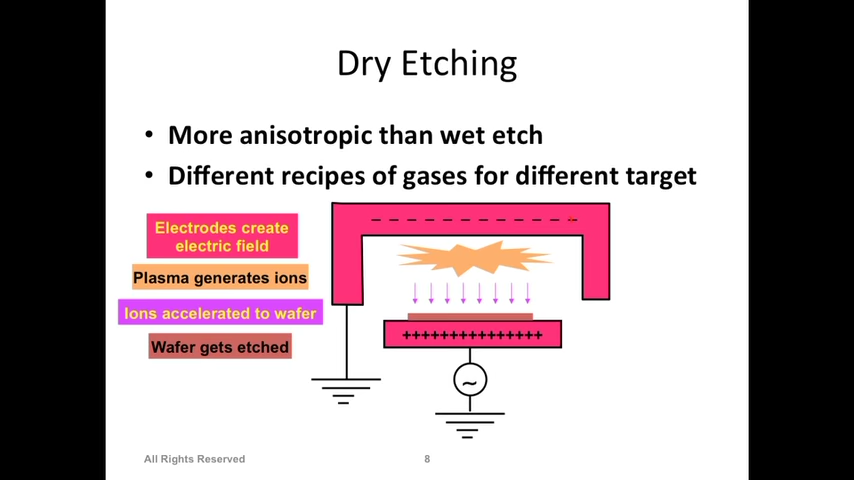 Dry Etching
• More anisotropic than wet etch
• Different recipes of gases for different target
Electrodes create
electric field
Plasma generates ions
Ions accelerated to wafer
Wafer gets etched
– – – – – – – – – – – – – – –
+++++++++++++++
~
All Rights Reserved
8